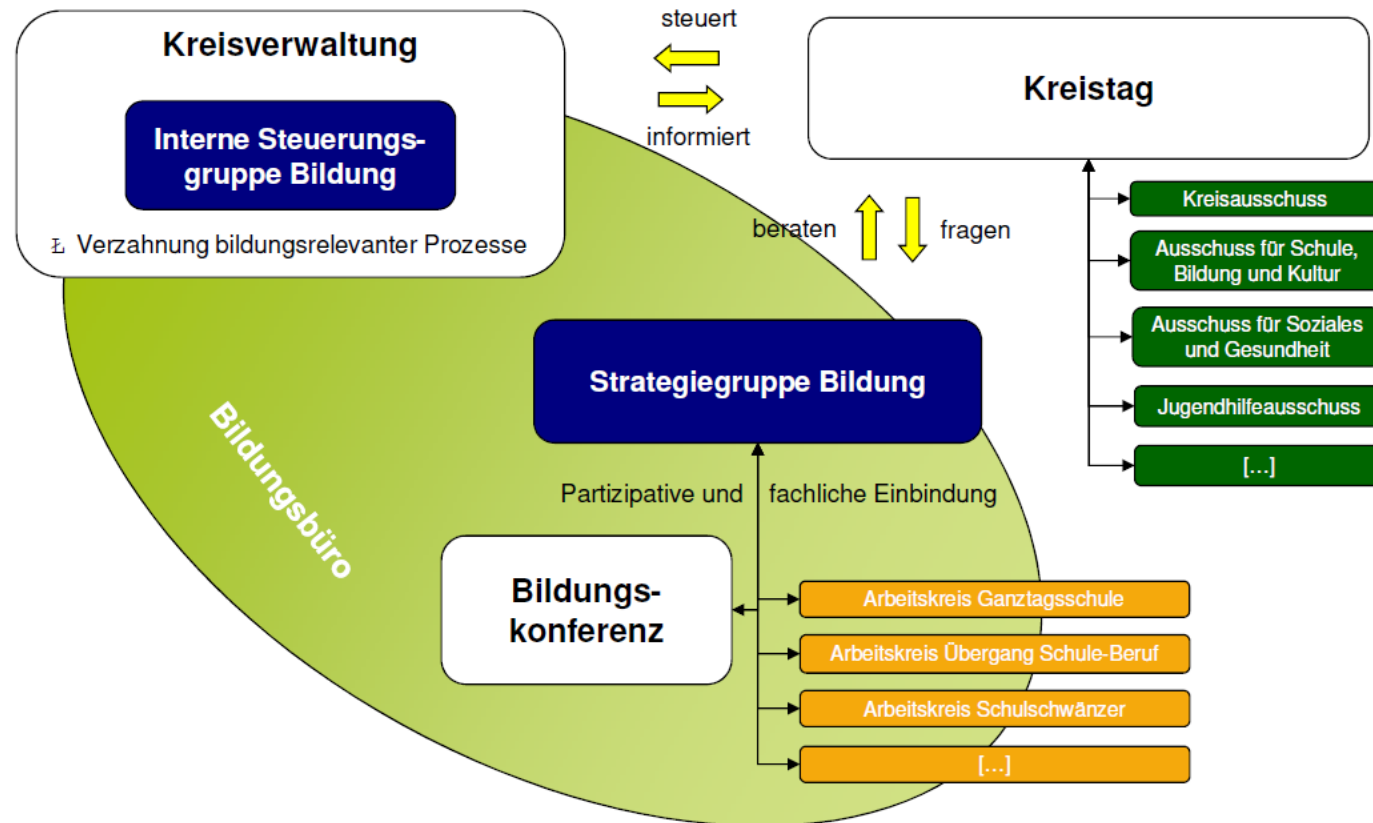 Kreisverwaltung
Interne Steuerungs-
gruppe Bildung
Ł Verzahnung bildungsrelevanter Prozesse
steuert
informiert
Kreistag
beraten
fragen
Kreisausschuss
Ausschuss für Schule,
Bildung und Kultur
Ausschuss für Soziales
und Gesundheit
Jugendhilfeausschuss
[...]
Strategiegruppe Bildung
Bildungsbüro
Partizipative und fachliche Einbindung
Bildungs-
konferenz
Arbeitskreis Ganztagsschule
Arbeitskreis Übergang Schule-Beruf
Arbeitskreis Schulschwänzer
[...]